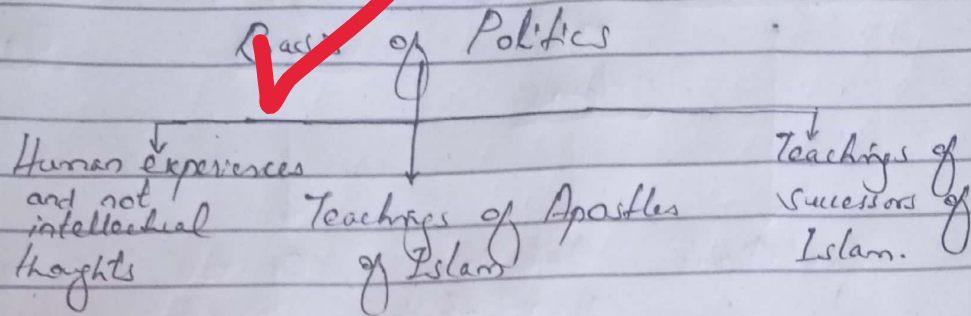 Basis of Politics
Human experiences
and not
intellectual
thoughts
Teachings of Apostles
of Islam
Teachings of
Successors of
Islam.